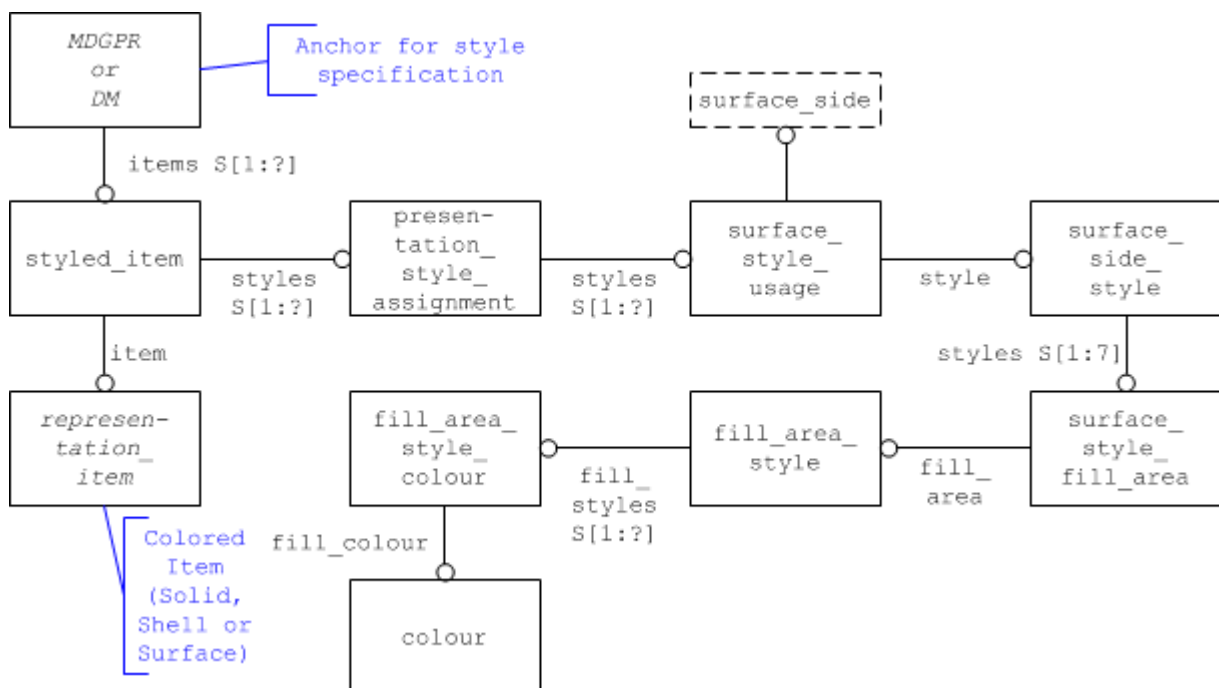 MDGPR
or
DM
Anchor for style
specification
surface_side
items S[1:?]
styled_item
styles
S[1:?]
presen-
tation_
style_
assignment
styles
S[1:?]
surface_
style_
usage
style
surface_
side_
style
item
styles S[1:7]
represen-
tation_
item
fill_area_
style_
colour
fill_
styles
S[1:?]
fill_area_
style
fill_
area
surface_
style_
fill_area
Colored
Item
(Solid,
Shell or
Surface)
fill_colour
colour